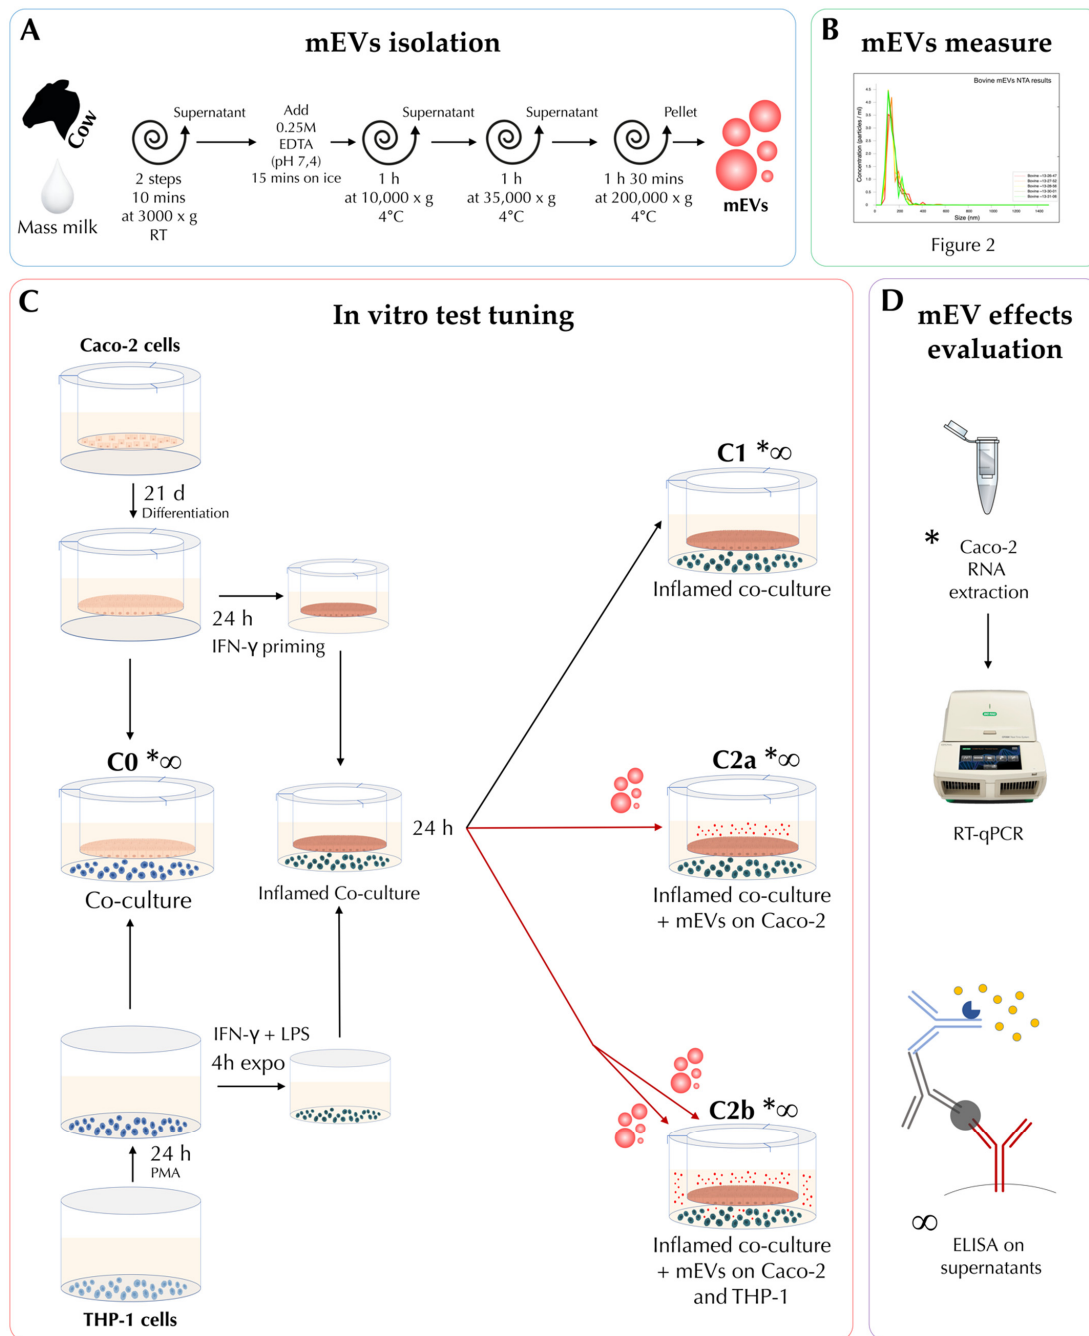 A
mEVs isolation
Cow
Mass milk
Supernatant
2 steps
10 mins
at 3000 x g
RT
Add
0.25M
EDTA
(pH 7,4)
15 mins on ice
Supernatant
1 h
at 10,000 x g
4°C
Supernatant
1 h
at 35,000 x g
4°C
Pellet
1 h 30 mins
at 200,000 x g
4°C
mEVs
B
mEVs measure
Bovine mEVs NTA results
Concentration (particles / ml)
Size (nm)
Figure 2
C
In vitro test tuning
Caco-2 cells
21 d
Differentiation
24 h
IFN-γ priming
C0 *∞
Co-culture
Inflamed Co-culture
24 h
IFN-γ + LPS
4h expo
24 h
PMA
THP-1 cells
C1 *∞
Inflamed co-culture
C2a *∞
Inflamed co-culture
+ mEVs on Caco-2
C2b *∞
Inflamed co-culture
+ mEVs on Caco-2
and THP-1
D
mEV effects
evaluation
* Caco-2
RNA
extraction
RT-qPCR
∞ ELISA on
supernatants